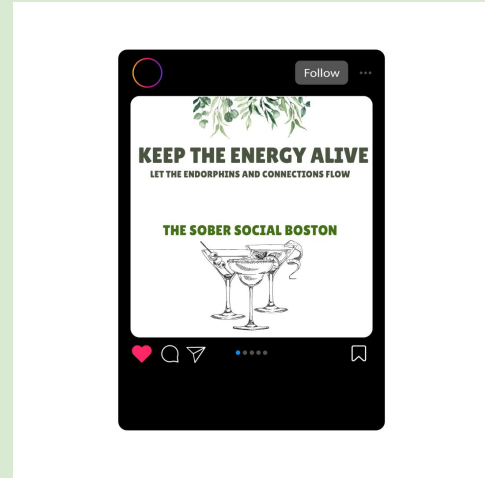 Follow
KEEP THE ENERGY ALIVE
LET THE ENDORPHINS AND CONNECTIONS FLOW
THE SOBER SOCIAL BOSTON